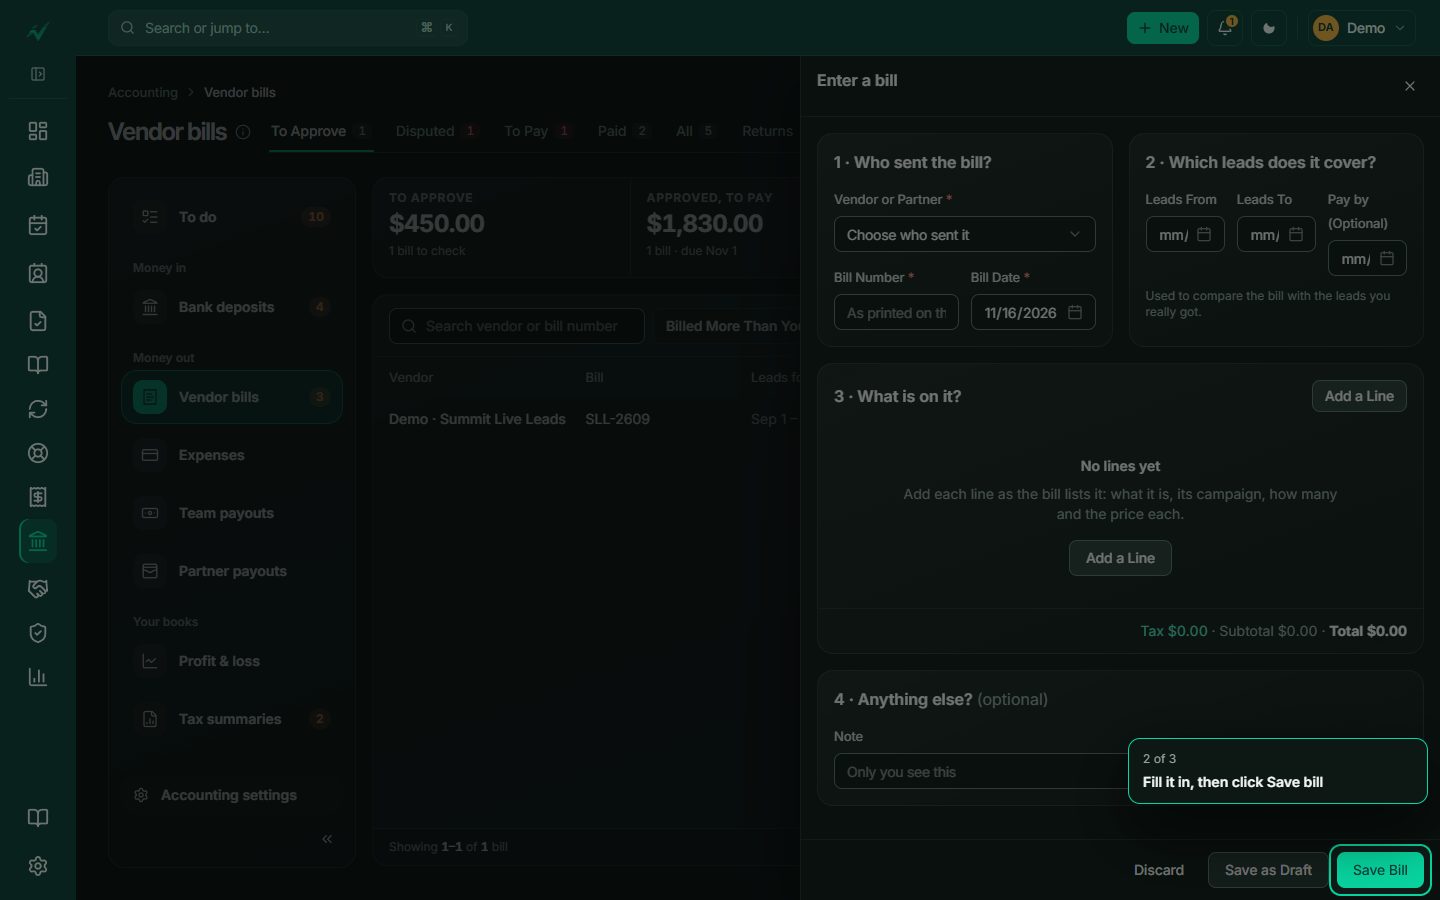 Search or jump to...
⌘ K
New
1
DA
Demo
Accounting > Vendor bills
Vendor bills
To Approve 1
Disputed 1
To Pay 1
Paid 2
All 5
Returns
To do 10
Money in
Bank deposits 4
Money out
Vendor bills 3
Expenses
Team payouts
Partner payouts
Your books
Profit & loss
Tax summaries 2
Accounting settings
TO APPROVE
$450.00
1 bill to check
APPROVED, TO PAY
$1,830.00
1 bill · due Nov 1
Search vendor or bill number
Billed More Than You
Vendor
Bill
Leads fo
Demo · Summit Live Leads
SLL-2609
Sep 1 –
Showing 1–1 of 1 bill
Enter a bill
1 · Who sent the bill?
Vendor or Partner *
Choose who sent it
Bill Number *
Bill Date *
As printed on th
11/16/2026
2 · Which leads does it cover?
Leads From
Leads To
Pay by
(Optional)
mm/
mm/
mm/
Used to compare the bill with the leads you
really got.
3 · What is on it?
Add a Line
No lines yet
Add each line as the bill lists it: what it is, its campaign, how many
and the price each.
Add a Line
Tax $0.00 · Subtotal $0.00 · Total $0.00
4 · Anything else? (optional)
Note
Only you see this
2 of 3
Fill it in, then click Save bill
Discard
Save as Draft
Save Bill